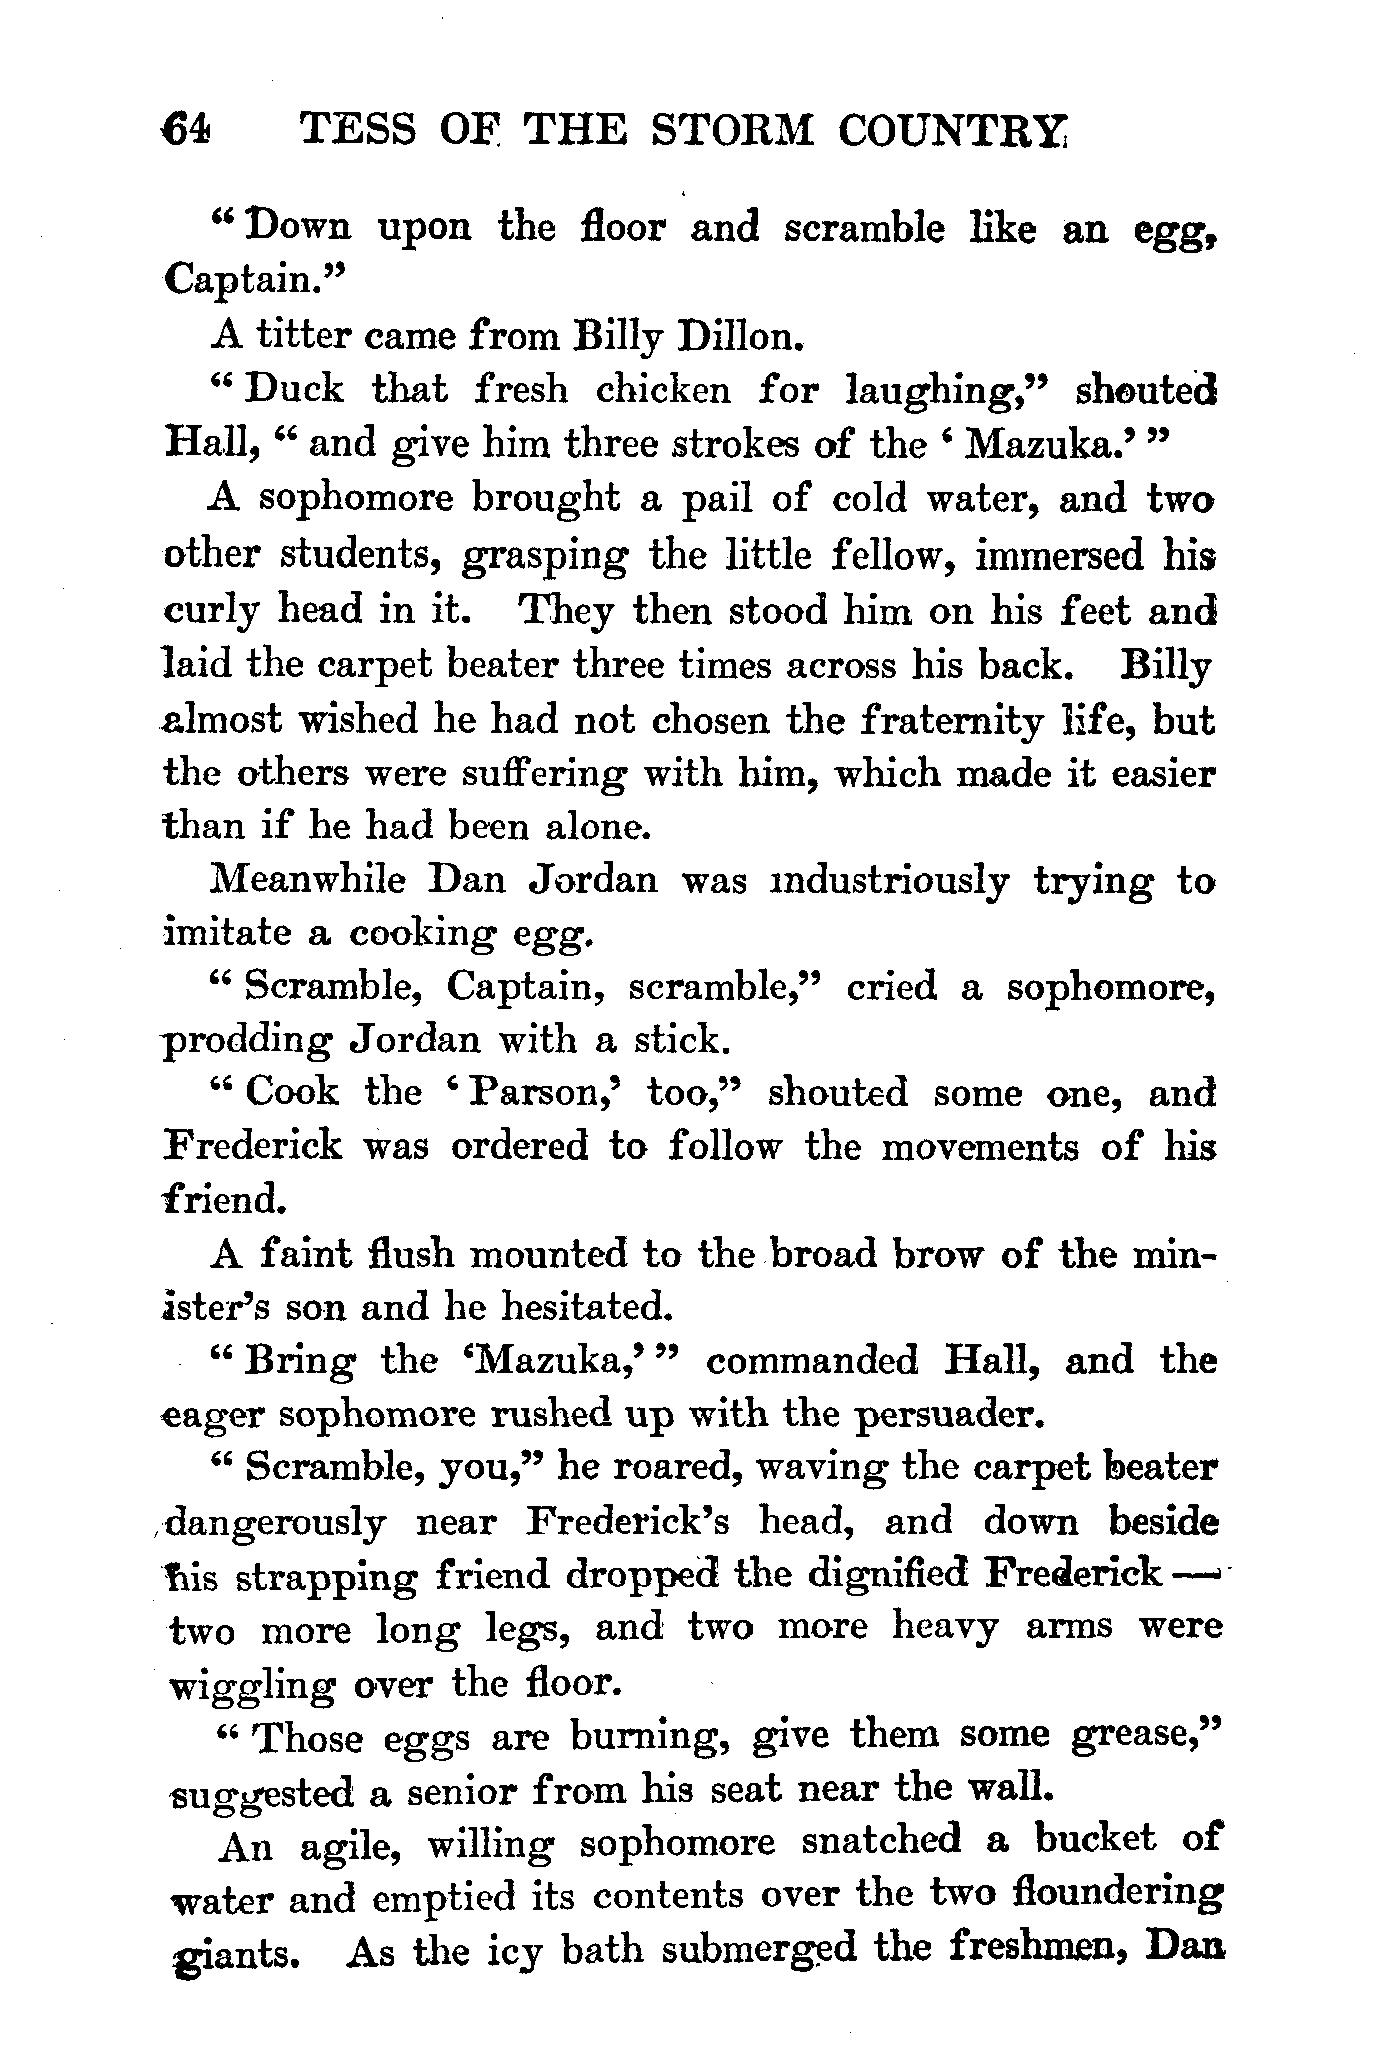 64 TESS OF THE STORM COUNTRY
“Down upon the floor and scramble like an egg,
Captain.”
A titter came from Billy Dillon.
“Duck that fresh chicken for laughing,” shouted
Hall, “and give him three strokes of the ‘Mazuka.’”
A sophomore brought a pail of cold water, and two
other students, grasping the little fellow, immersed his
curly head in it. They then stood him on his feet and
laid the carpet beater three times across his back. Billy
almost wished he had not chosen the fraternity life, but
the others were suffering with him, which made it easier
than if he had been alone.
Meanwhile Dan Jordan was industriously trying to
imitate a cooking egg.
“Scramble, Captain, scramble,” cried a sophomore,
prodding Jordan with a stick.
“Cook the ‘Parson,’ too,” shouted some one, and
Frederick was ordered to follow the movements of his
friend.
A faint flush mounted to the broad brow of the min-
ister’s son and he hesitated.
“Bring the ‘Mazuka,’” commanded Hall, and the
eager sophomore rushed up with the persuader.
“Scramble, you,” he roared, waving the carpet beater
dangerously near Frederick’s head, and down beside
his strapping friend dropped the dignified Frederick—
two more long legs, and two more heavy arms were
wiggling over the floor.
“Those eggs are burning, give them some grease,”
suggested a senior from his seat near the wall.
An agile, willing sophomore snatched a bucket of
water and emptied its contents over the two floundering
giants. As the icy bath submerged the freshmen, Dan